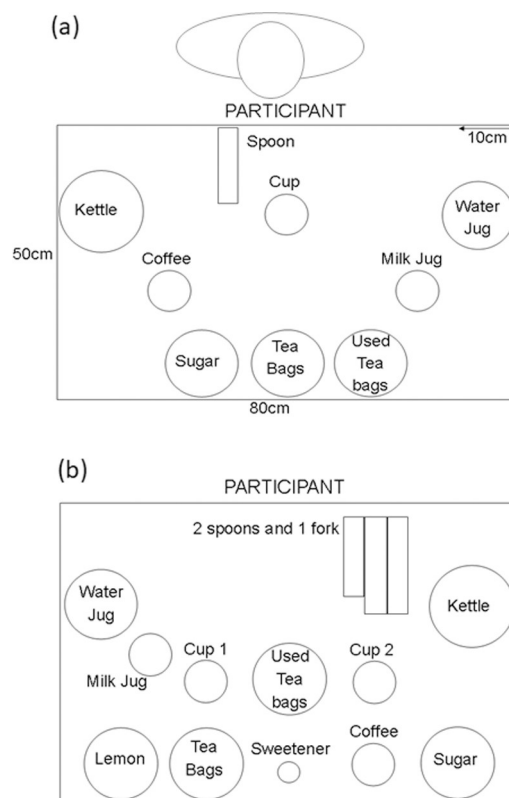 (a)
PARTICIPANT
Spoon
10cm
Cup
Kettle
Water
Jug
50cm
Coffee
Milk Jug
Sugar
Tea
Bags
Used
Tea
bags
80cm
(b)
PARTICIPANT
2 spoons and 1 fork
Water
Jug
Kettle
Milk Jug
Cup 1
Used
Tea
bags
Cup 2
Lemon
Tea
Bags
Sweetener
Coffee
Sugar